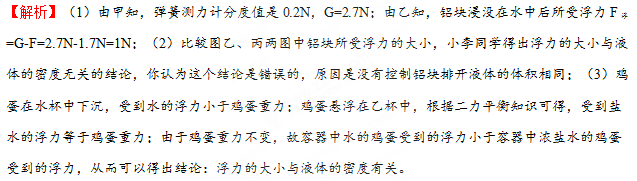 【解析】（1）由甲知，弹簧测力计分度值是 0.2N，G=2.7N；由乙知，铝块浸没在水中后所受浮力 F 浮
=G-F=2.7N-1.7N=1N；（2）比较图乙、丙两图中铝块所受浮力的大小，小李同学得出浮力的大小与液
体的密度无关的结论，你认为这个结论是错误的，原因是没有控制铝块排开液体的体积相同；（3）鸡
蛋在水杯中下沉，受到水的浮力小于鸡蛋重力；鸡蛋悬浮在乙杯中，根据二力平衡知识可得，受到盐
水的浮力等于鸡蛋重力；由于鸡蛋重力不变，故容器中水的鸡蛋受到的浮力小于容器中浓盐水的鸡蛋
受到的浮力，从而可以得出结论：浮力的大小与液体的密度有关。